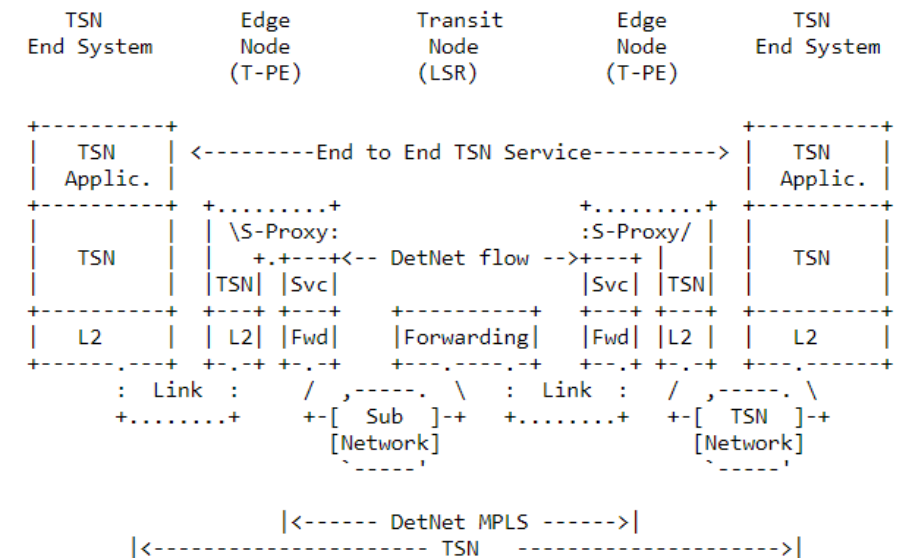 TSN             Edge          Transit         Edge           TSN
  End System         Node           Node           Node        End System
                    (T-PE)          (LSR)         (T-PE)

  +----------+                                             +----------+
  |   TSN    | <---------End to End TSN Service----------> |   TSN    |
  |  Applic. |                                             |  Applic. |
  +----------+  +.........+                  +.........+   +----------+
  |          |  | \S-Proxy:                  :S-Proxy/ |   |          |
  |   TSN    |  |   +.+---+<-- DetNet flow -->+---+ |   |  |   TSN    |
  |          |  |TSN| |Svc|                  |Svc| |TSN|   |          |
  +----------+  +---+ +---+   +----------+   +---+ +---+   +----------+
  |   L2     |  | L2| |Fwd|   |Forwarding|   |Fwd| |L2 |   |   L2     |
  +------.---+  +-.-+ +-.-+   +---.----.-+   +--.+ +-.-+   +---.------+
         :  Link  :    /  ,-----.  \   :  Link  :   /  ,-----. \
         +........+    +-[  Sub  ]-+   +........+   +-[  TSN  ]-+
                         [Network]                    [Network]
                          `-----'                      `-----'

                     |<------ DetNet MPLS ------>|
         |<---------------------- TSN   --------------------->|